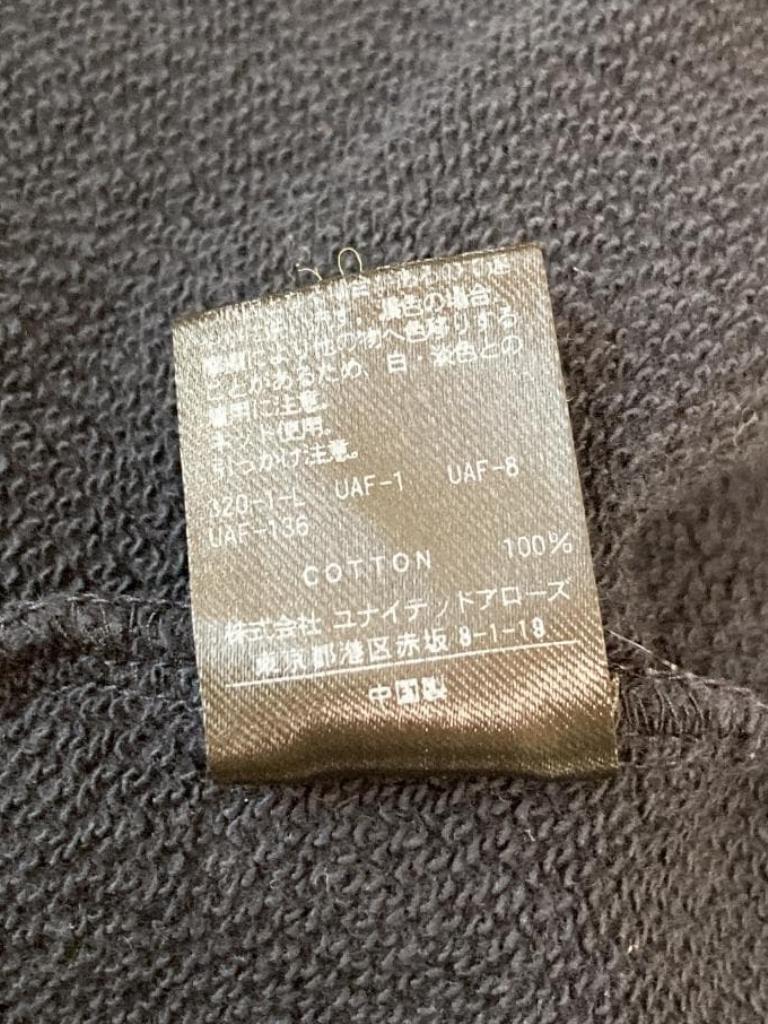 濃色の場合、
摩擦により他の物へ色移りする
ことがあるため、白・淡色との
着用に注意。
ネット使用。
引っかけ注意。
320-1-L UAF-1 UAF-8
UAF-136
COTTON 100%
株式会社 ユナイテッドアローズ
東京都港区赤坂 8-1-19
中国製